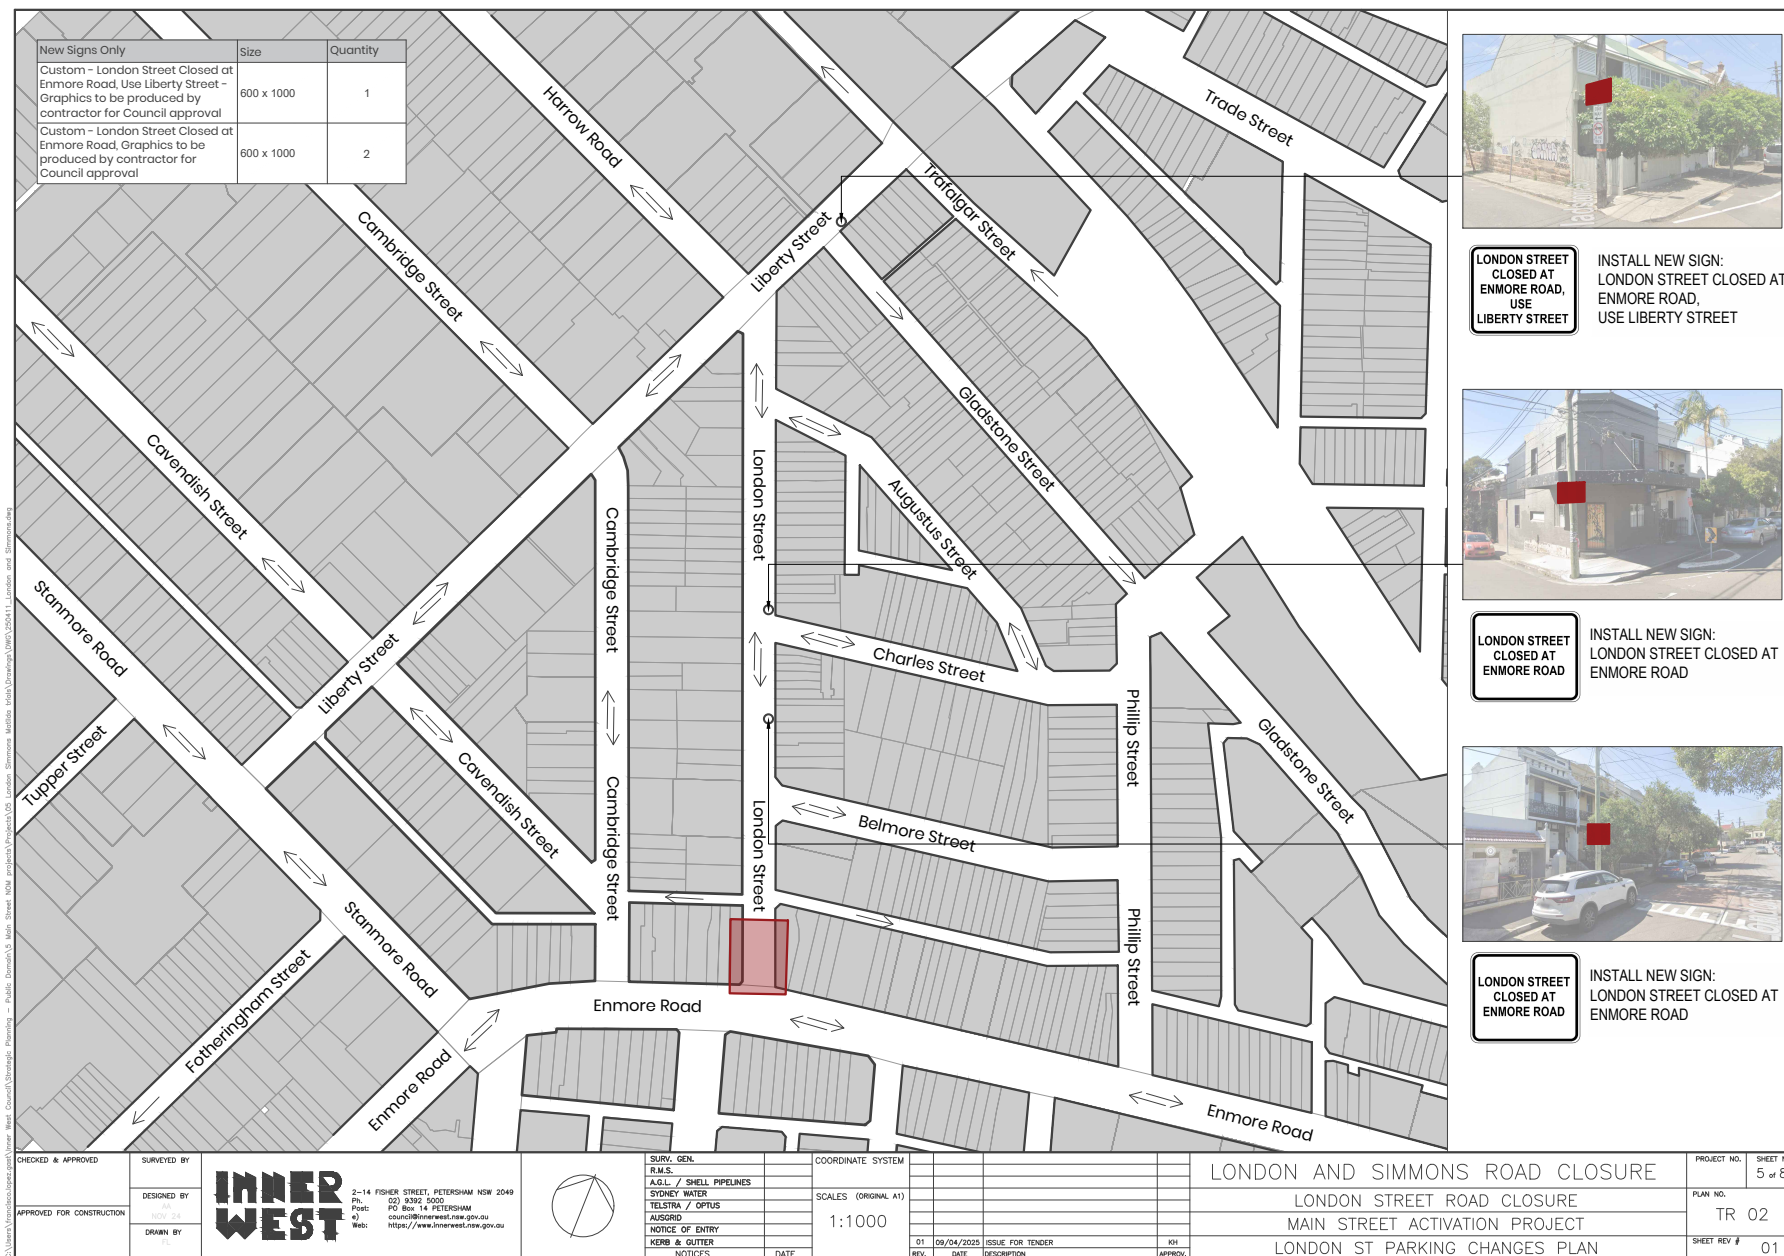 New Signs Only
Size
Quantity
Custom - London Street Closed at
Enmore Road, Use Liberty Street -
Graphics to be produced by
contractor for Council approval
600 x 1000
1
Custom - London Street Closed at
Enmore Road, Graphics to be
produced by contractor for
Council approval
600 x 1000
2
Harrow Road
Trade Street
Trafalgar Street
Cambridge Street
Liberty Street
Cavendish Street
Gladstone Street
London Street
Augustus Street
Cambridge Street
Stanmore Road
Liberty Street
Charles Street
Phillip Street
Gladstone Street
Tupper Street
Cavendish Street
Cambridge Street
London Street
Belmore Street
Stanmore Road
Phillip Street
Fotheringham Street
Enmore Road
Enmore Road
Enmore Road
LONDON STREET
CLOSED AT
ENMORE ROAD,
USE
LIBERTY STREET
INSTALL NEW SIGN:
LONDON STREET CLOSED AT
ENMORE ROAD,
USE LIBERTY STREET
LONDON STREET
CLOSED AT
ENMORE ROAD
INSTALL NEW SIGN:
LONDON STREET CLOSED AT
ENMORE ROAD
LONDON STREET
CLOSED AT
ENMORE ROAD
INSTALL NEW SIGN:
LONDON STREET CLOSED AT
ENMORE ROAD
CHECKED & APPROVED
APPROVED FOR CONSTRUCTION
SURVEYED BY
DESIGNED BY
AA
NOV 24
DRAWN BY
FL
INNER
WEST
2-14 FISHER STREET, PETERSHAM NSW 2049
Ph. 02) 9392 5000
Post: PO Box 14 PETERSHAM
e) council@innerwest.nsw.gov.au
Web: https://www.innerwest.nsw.gov.au
SURV. GEN.
R.M.S.
A.G.L. / SHELL PIPELINES
SYDNEY WATER
TELSTRA / OPTUS
AUSGRID
NOTICE OF ENTRY
KERB & GUTTER
NOTICES DATE
COORDINATE SYSTEM
SCALES (ORIGINAL A1)
1:1000
01 09/04/2025 ISSUE FOR TENDER KH
REV. DATE DESCRIPTION APPROV.
LONDON AND SIMMONS ROAD CLOSURE
LONDON STREET ROAD CLOSURE
MAIN STREET ACTIVATION PROJECT
LONDON ST PARKING CHANGES PLAN
PROJECT NO.
SHEET
5 of 8
PLAN NO.
TR 02
SHEET REV #
01